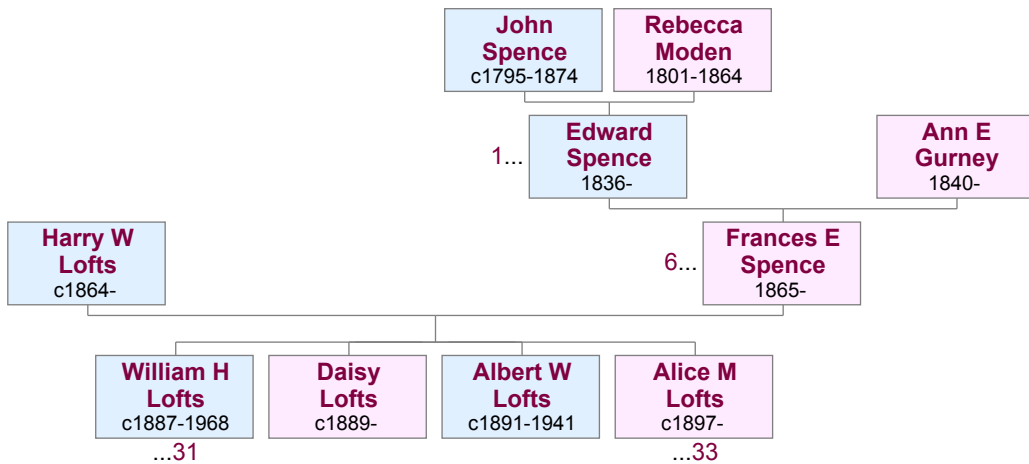 John
Spence
c1795-1874
Rebecca
Moden
1801-1864
1...
Edward
Spence
1836-
Ann E
Gurney
1840-
Harry W
Lofts
c1864-
6...
Frances E
Spence
1865-
William H
Lofts
c1887-1968
Daisy
Lofts
c1889-
Albert W
Lofts
c1891-1941
Alice M
Lofts
c1897-
...31
...33